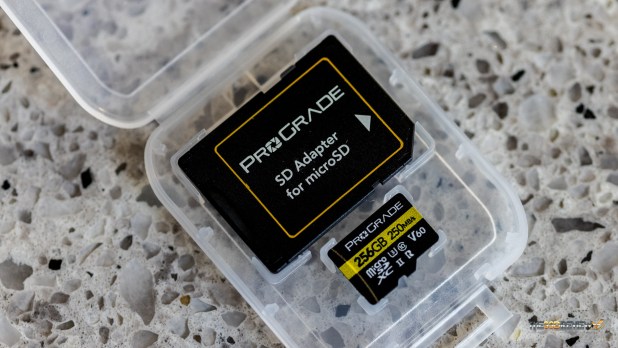 PROGRADE
SD Adapter
for microSD
PROGRADE
256GB 250MB/s
micro SD XC II U3 R V60